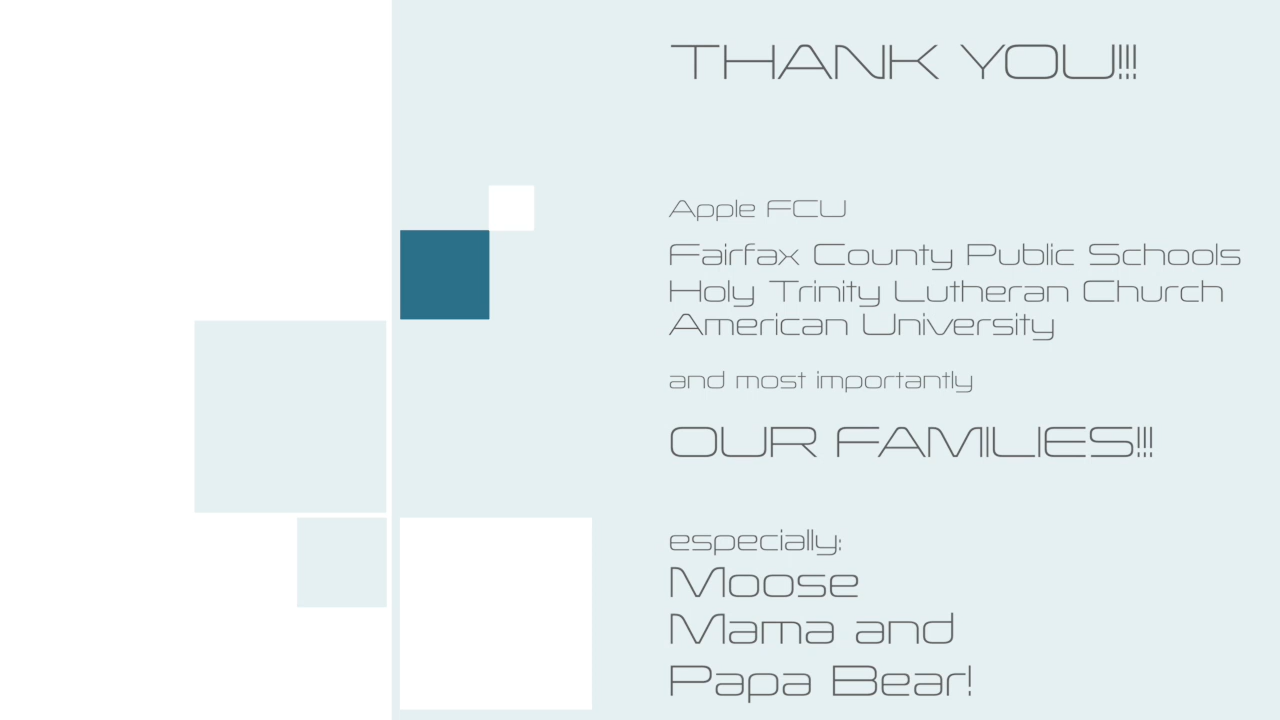 THANK YOU!!!
Apple FCU
Fairfax County Public Schools
Holy Trinity Lutheran Church
American University
and most importantly
OUR FAMILIES!!!
especially:
Moose
Mama and
Papa Bear!